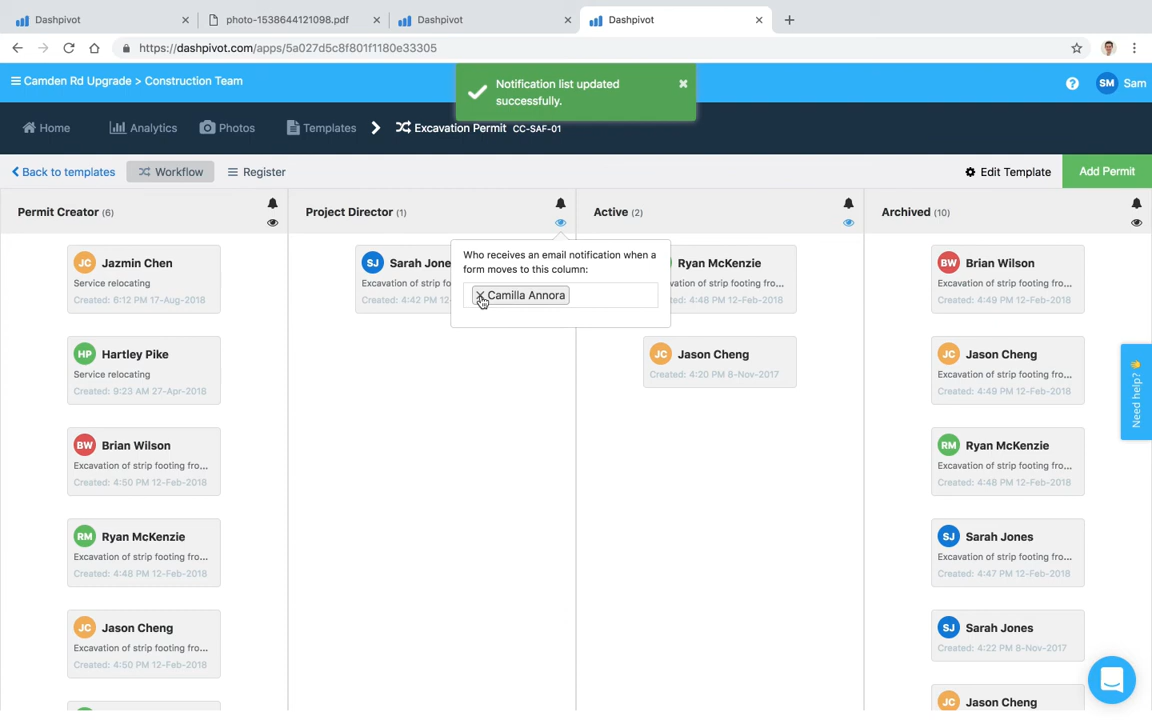 Dashpivot
photo-1538644121098.pdf
Dashpivot
Dashpivot
https://dashpivot.com/apps/5a027d5c8f801f1180e33305
Camden Rd Upgrade > Construction Team
Notification list updated
successfully.
SM Sam
Home
Analytics
Photos
Templates
Excavation Permit CC-SAF-01
Back to templates
Workflow
Register
Edit Template
Add Permit
Permit Creator (6)
Project Director (1)
Active (2)
Archived (10)
JC Jazmin Chen
Service relocating
Created: 6:12 PM 17-Aug-2018
HP Hartley Pike
Service relocating
Created: 9:23 AM 27-Apr-2018
BW Brian Wilson
Excavation of strip footing fro...
Created: 4:50 PM 12-Feb-2018
RM Ryan McKenzie
Excavation of strip footing fro...
Created: 4:48 PM 12-Feb-2018
JC Jason Cheng
Excavation of strip footing fro...
Created: 4:50 PM 12-Feb-2018
SJ Sarah Jone
Excavation of strip fo
Created: 4:42 PM 12-
Who receives an email notification when a
form moves to this column:
Camilla Annora
Ryan McKenzie
vation of strip footing fro...
ted: 4:48 PM 12-Feb-2018
JC Jason Cheng
Created: 4:20 PM 8-Nov-2017
BW Brian Wilson
Excavation of strip footing fro...
Created: 4:49 PM 12-Feb-2018
JC Jason Cheng
Excavation of strip footing fro...
Created: 4:49 PM 12-Feb-2018
RM Ryan McKenzie
Excavation of strip footing fro...
Created: 4:48 PM 12-Feb-2018
SJ Sarah Jones
Excavation of strip footing fro...
Created: 4:47 PM 12-Feb-2018
SJ Sarah Jones
Created: 4:22 PM 8-Nov-2017
JC Jason Cheng
Need help?